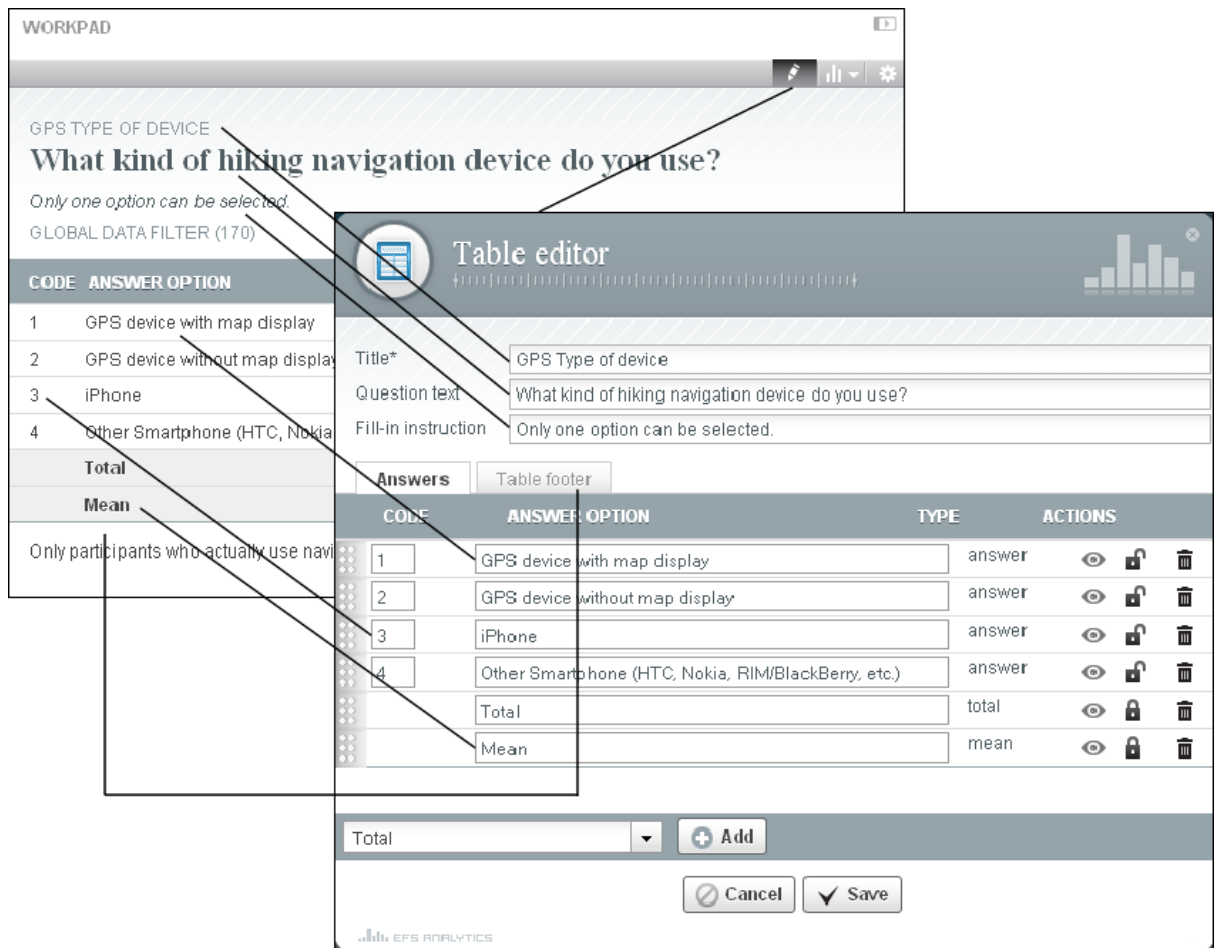 WORKPAD
GPS TYPE OF DEVICE
What kind of hiking navigation device do you use?
Only one option can be selected.
GLOBAL DATA FILTER (170)
CODE ANSWER OPTION
1 GPS device with map display
2 GPS device without map display
3 iPhone
4 Other Smartphone (HTC, Nokia
Total
Mean
Only participants who actually use navi
Table editor
Title* GPS Type of device
Question text What kind of hiking navigation device do you use?
Fill-in instruction Only one option can be selected.
Answers Table footer
CODE ANSWER OPTION TYPE ACTIONS
1 GPS device with map display answer
2 GPS device without map display answer
3 iPhone answer
4 Other Smartphone (HTC, Nokia, RIM/BlackBerry, etc.) answer
Total total
Mean mean
Total Add
Cancel Save
EFS ANALYTICS